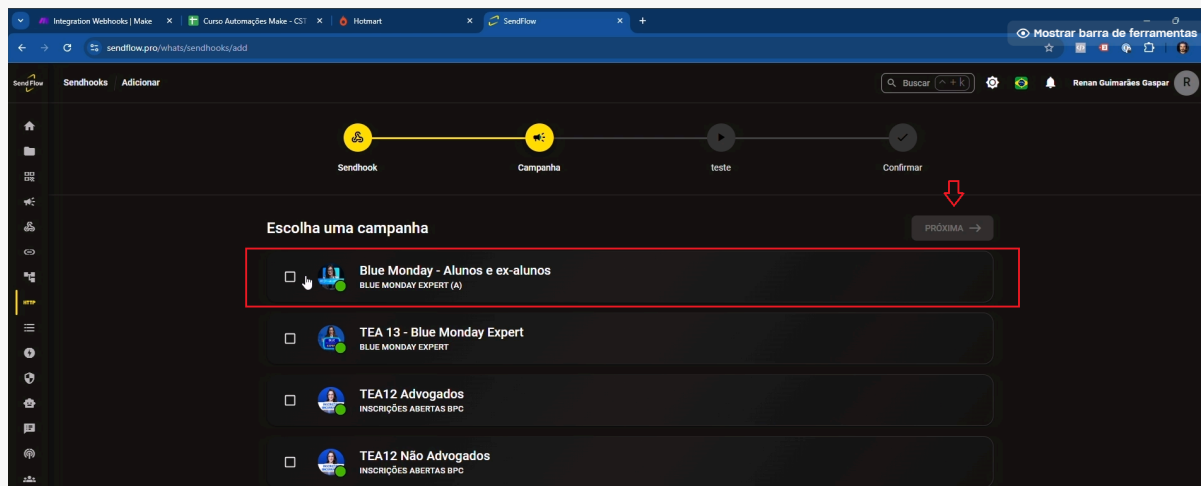 Integration Webhooks | Make
Curso Automações Make - CST
Hotmart
SendFlow
Mostrar barra de ferramentas
sendflow.pro/whats/sendhooks/add
Send Flow
Sendhooks
Adicionar
Buscar
^ + k
Renan Guimarães Gaspar
R
Sendhook
Campanha
teste
Confirmar
Escolha uma campanha
PRÓXIMA →
Blue Monday - Alunos e ex-alunos
BLUE MONDAY EXPERT (A)
HTTP
TEA 13 - Blue Monday Expert
BLUE MONDAY EXPERT
TEA12 Advogados
INSCRIÇÕES ABERTAS BPC
TEA12 Não Advogados
INSCRIÇÕES ABERTAS BPC